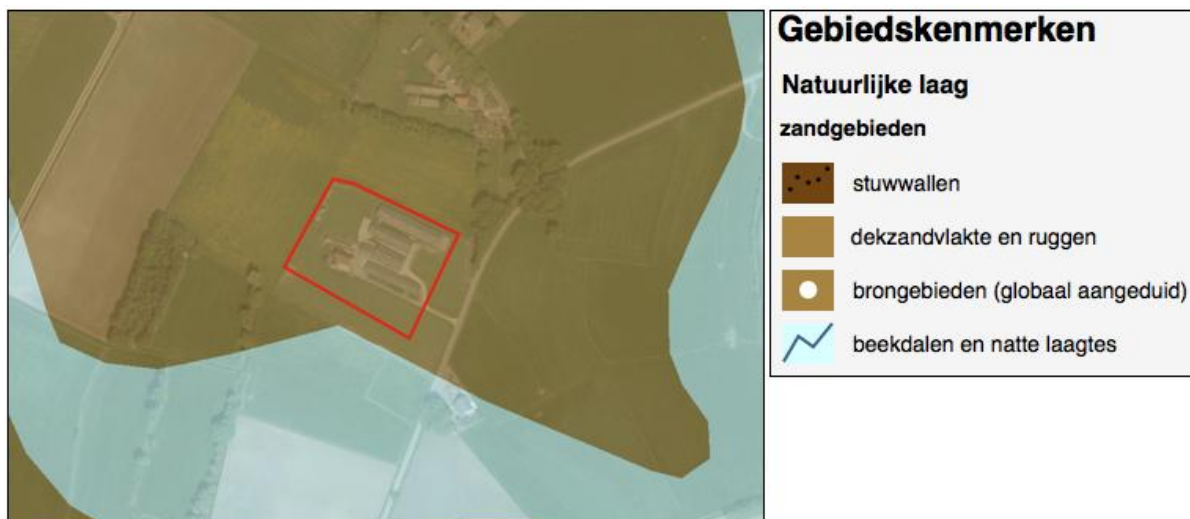 Gebiedskenmerken
Natuurlijke laag
zandgebieden
stuwwallen
dekzandvlakte en ruggen
brongebieden (globaal aangeduid)
beekdalen en natte laagtes